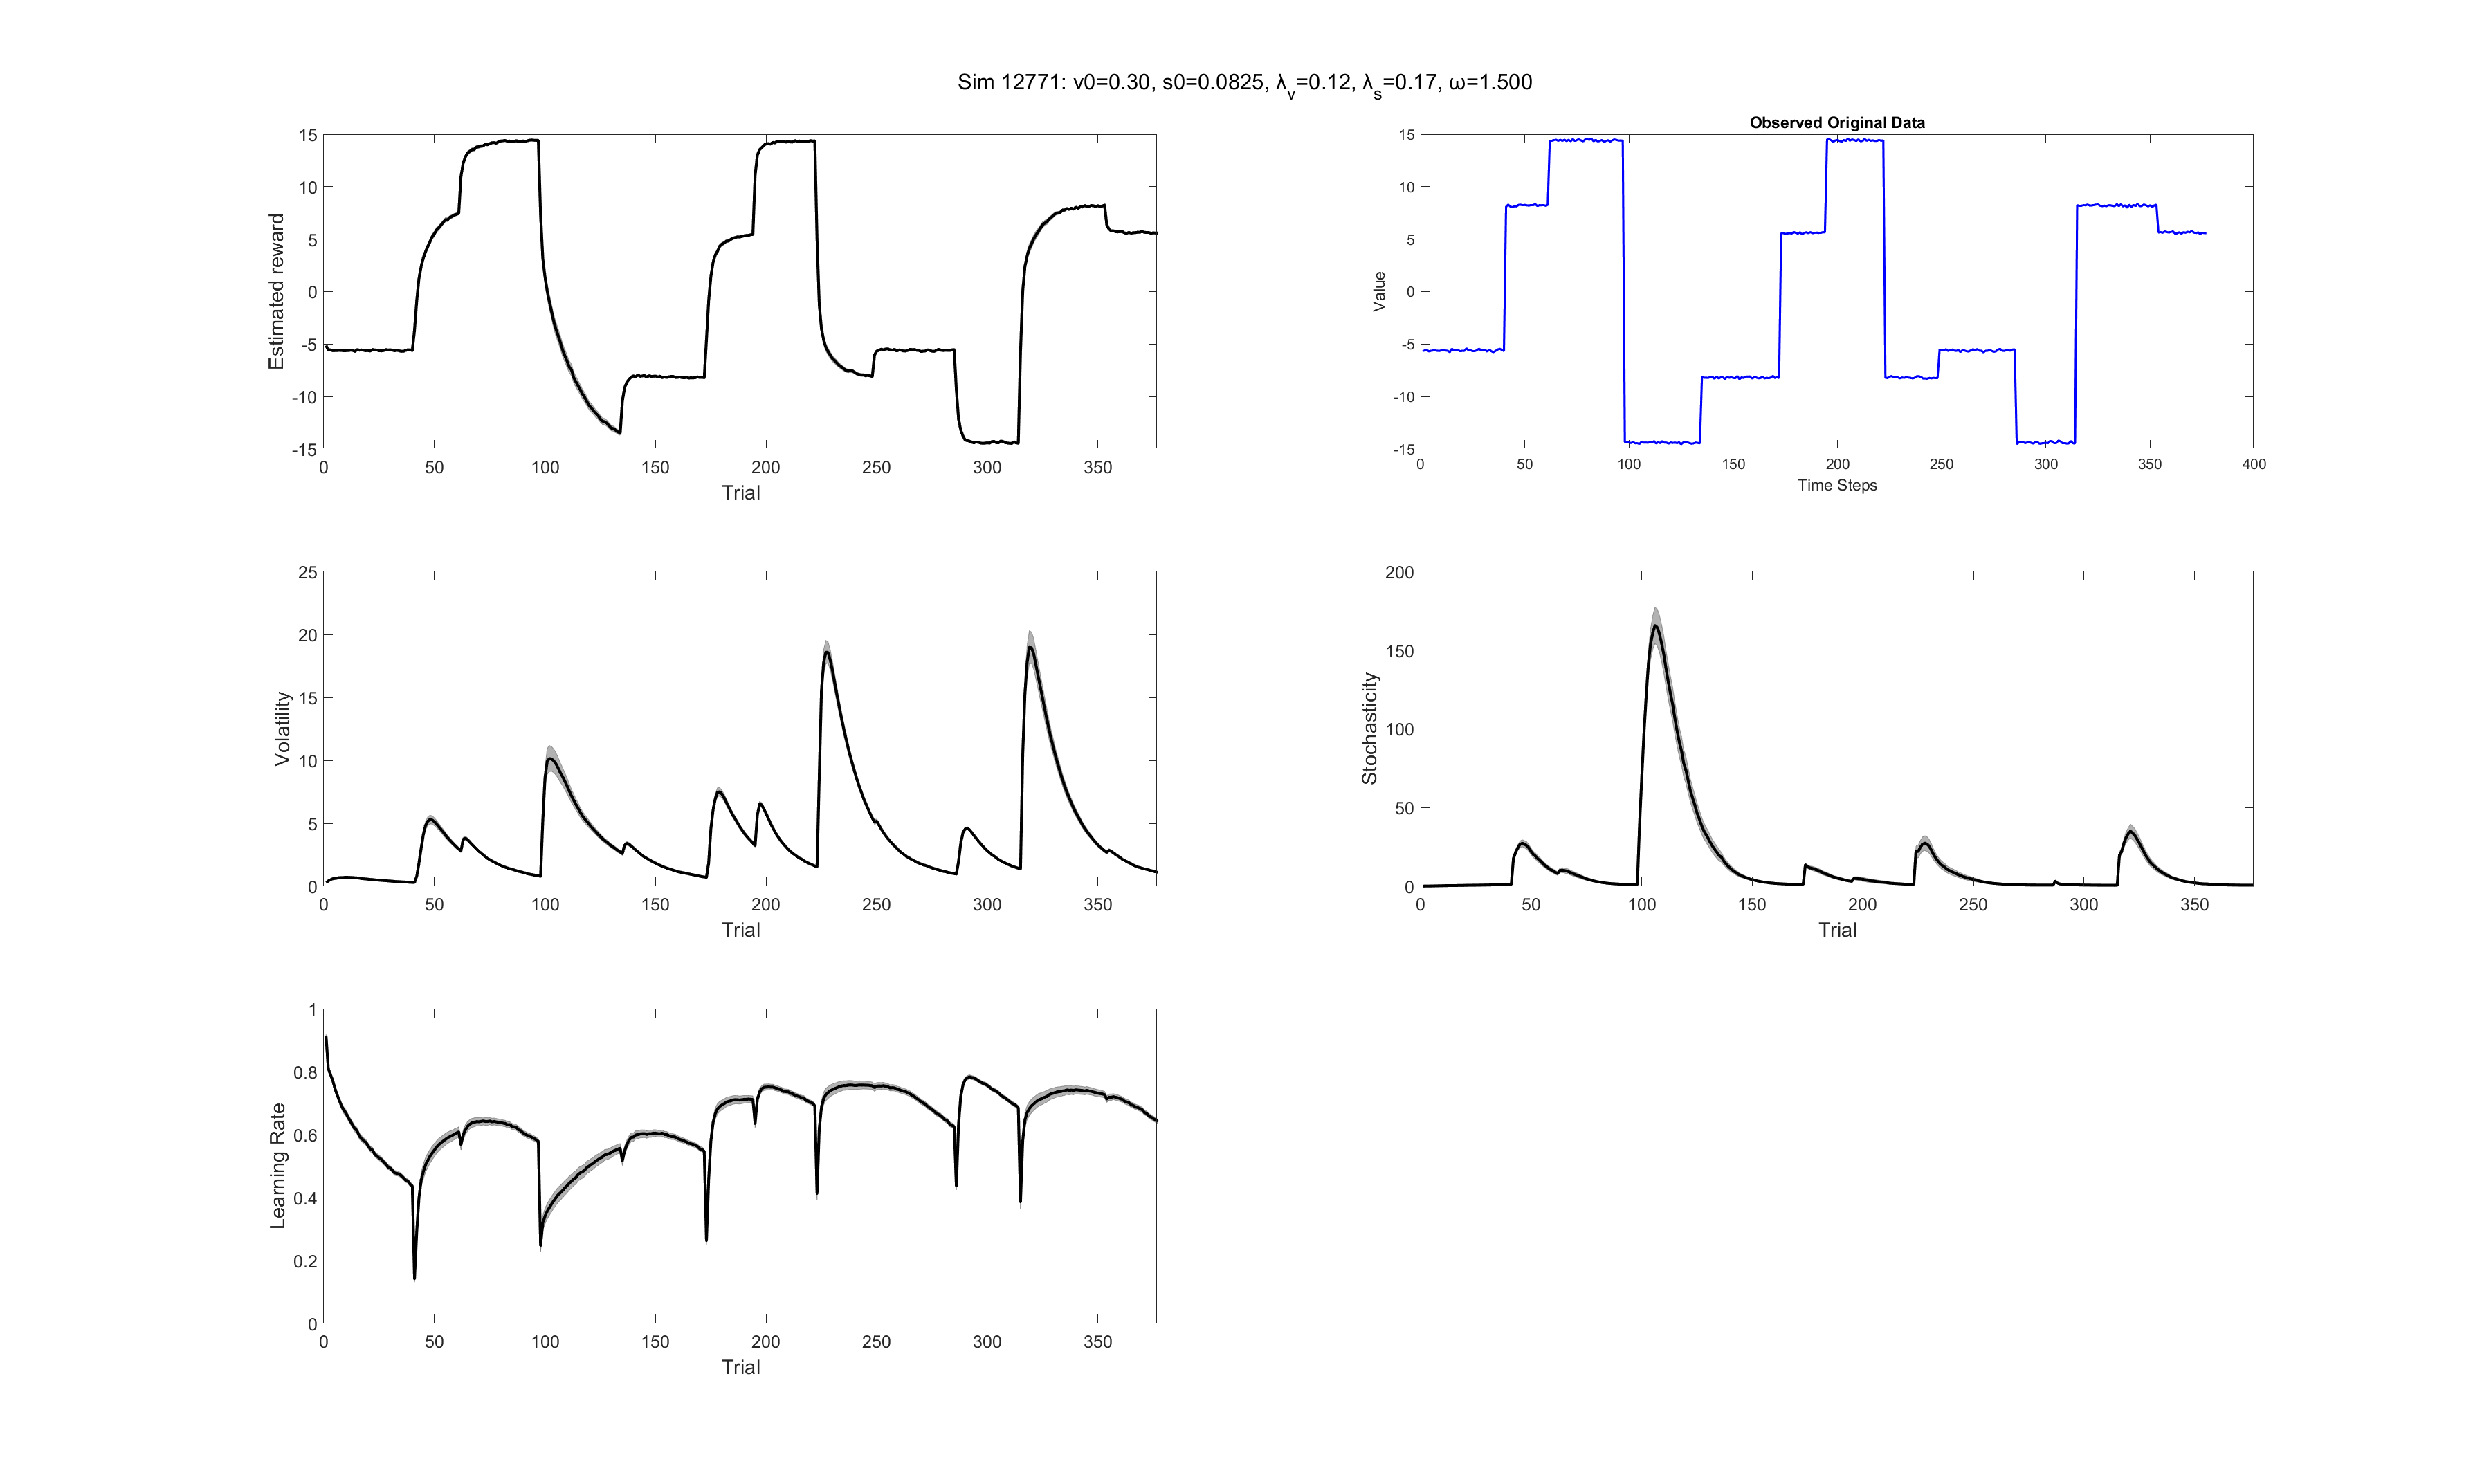 Sim 12771: v0=0.30, s0=0.0825, λv=0.12, λs=0.17, ω=1.500
15
10
5
0
-5
-10
-15
Estimated reward
0 50 100 150 200 250 300 350
Trial
Observed Original Data
15
10
5
0
-5
-10
-15
Value
0 50 100 150 200 250 300 350 400
Time Steps
25
20
15
10
5
0
Volatility
0 50 100 150 200 250 300 350
Trial
200
150
100
50
0
Stochasticity
0 50 100 150 200 250 300 350
Trial
1
0.8
0.6
0.4
0.2
0
Learning Rate
0 50 100 150 200 250 300 350
Trial